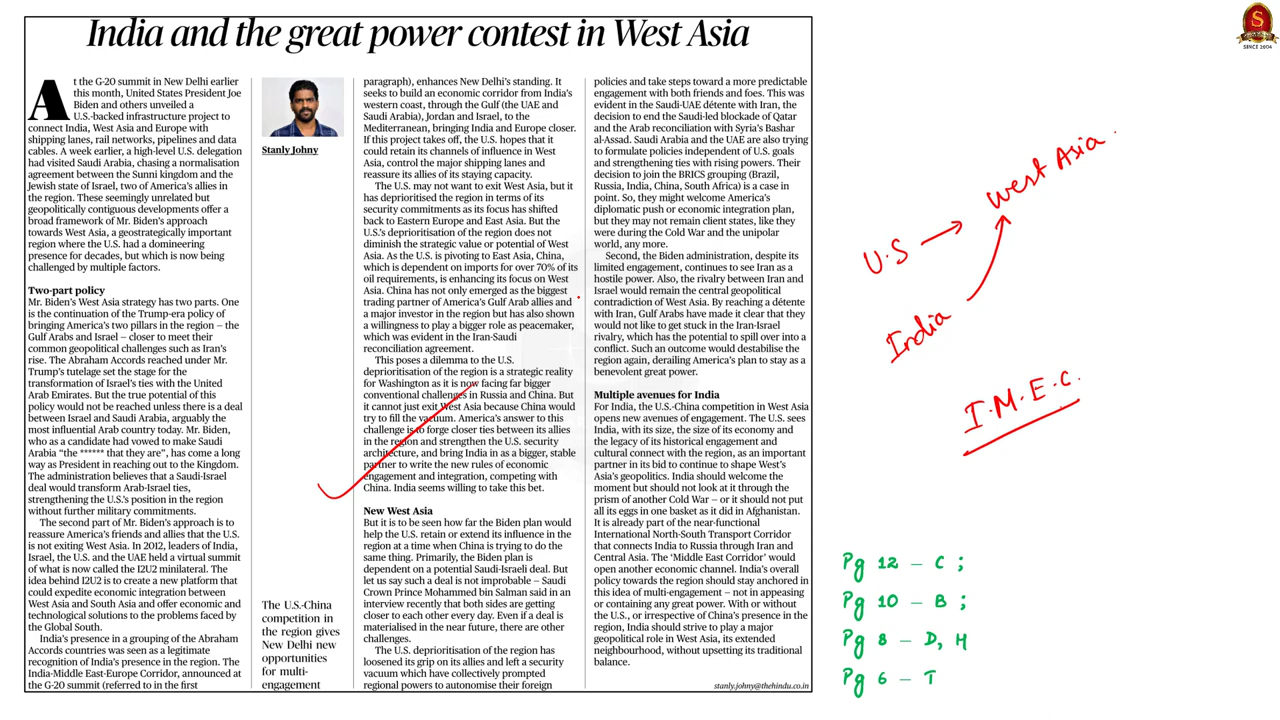 India and the great power contest in West Asia
At the G-20 summit in New Delhi earlier
this month, United States President Joe
Biden and others unveiled a
U.S.-backed infrastructure project to
connect India, West Asia and Europe with
shipping lanes, rail networks, pipelines and data
cables. A week earlier, a high-level U.S. delegation
had visited Saudi Arabia, chasing a normalisation
agreement between the Sunni kingdom and the
Jewish state of Israel, two of America's allies in
the region. These seemingly unrelated but
geopolitically contiguous developments offer a
broad framework of Mr. Biden's approach
towards West Asia, a geostrategically important
region where the U.S. had a domineering
presence for decades, but which is now being
challenged by multiple factors.
Two-part policy
Mr. Biden's West Asia strategy has two parts. One
is the continuation of the Trump-era policy of
bringing America's two pillars in the region – the
Gulf Arabs and Israel – closer to meet their
common geopolitical challenges such as Iran's
rise. The Abraham Accords reached under Mr.
Trump's tutelage set the stage for the
transformation of Israel's ties with the United
Arab Emirates. But the true potential of this
policy would not be reached unless there is a deal
between Israel and Saudi Arabia, arguably the
most influential Arab country today. Mr. Biden,
who as a candidate had vowed to make Saudi
Arabia "the ****** that they are", has come a long
way as President in reaching out to the Kingdom.
The administration believes that a Saudi-Israel
deal would transform Arab-Israel ties,
strengthening the U.S.'s position in the region
without further military commitments.
The second part of Mr. Biden's approach is to
reassure America's friends and allies that the U.S.
is not exiting West Asia. In 2012, leaders of India,
Israel, the U.S. and the UAE held a virtual summit
of what is now called the I2U2 minilateral. The
idea behind I2U2 is to create a new platform that
could expedite economic integration between
West Asia and South Asia and offer economic and
technological solutions to the problems faced by
the Global South.
India's presence in a grouping of the Abraham
Accords countries was seen as a legitimate
recognition of India's presence in the region. The
India-Middle East-Europe Corridor, announced at
the G-20 summit (referred to in the first
Stanly Johny
The U.S.-China
competition in
the region gives
New Delhi new
opportunities
for multi-
engagement
paragraph), enhances New Delhi's standing. It
seeks to build an economic corridor from India's
western coast, through the Gulf (the UAE and
Saudi Arabia), Jordan and Israel, to the
Mediterranean, bringing India and Europe closer.
If this project takes off, the U.S. hopes that it
could retain its channels of influence in West
Asia, control the major shipping lanes and
reassure its allies of its staying capacity.
The U.S. may not want to exit West Asia, but it
has deprioritised the region in terms of its
security commitments as its focus has shifted
back to Eastern Europe and East Asia. But the
U.S.'s deprioritisation of the region does not
diminish the strategic value or potential of West
Asia. As the U.S. is pivoting to East Asia, China,
which is dependent on imports for over 70% of its
oil requirements, is enhancing its focus on West
Asia. China has not only emerged as the biggest
trading partner of America's Gulf Arab allies and
a major investor in the region but has also shown
a willingness to play a bigger role as peacemaker,
which was evident in the Iran-Saudi
reconciliation agreement.
This poses a dilemma to the U.S.
deprioritisation of the region is a strategic reality
for Washington as it is now facing far bigger
conventional challenges in Russia and China. But
it cannot just exit West Asia because China would
try to fill the vacuum. America's answer to this
challenge is to forge closer ties between its allies
in the region and strengthen the U.S. security
architecture, and bring India in as a bigger, stable
partner to write the new rules of economic
engagement and integration, competing with
China. India seems willing to take this bet.
New West Asia
But it is to be seen how far the Biden plan would
help the U.S. retain or extend its influence in the
region at a time when China is trying to do the
same thing. Primarily, the Biden plan is
dependent on a potential Saudi-Israeli deal. But
let us say such a deal is not improbable – Saudi
Crown Prince Mohammed bin Salman said in an
interview recently that both sides are getting
closer to each other every day. Even if a deal is
materialised in the near future, there are other
challenges.
The U.S. deprioritisation of the region has
loosened its grip on its allies and left a security
vacuum which have collectively prompted
regional powers to autonomise their foreign
policies and take steps toward a more predictable
engagement with both friends and foes. This was
evident in the Saudi-UAE détente with Iran, the
decision to end the Saudi-led blockade of Qatar
and the Arab reconciliation with Syria's Bashar
al-Assad. Saudi Arabia and the UAE are also trying
to formulate policies independent of U.S. goals
and strengthening ties with rising powers. Their
decision to join the BRICS grouping (Brazil,
Russia, India, China, South Africa) is a case in
point. So, they might welcome America's
diplomatic push or economic integration plan,
but they may not remain client states, like they
were during the Cold War and the unipolar
world, any more.
Second, the Biden administration, despite its
limited engagement, continues to see Iran as a
hostile power. Also, the rivalry between Iran and
Israel would remain the central geopolitical
contradiction of West Asia. By reaching a détente
with Iran, Gulf Arabs have made it clear that they
would not like to get stuck in the Iran-Israel
rivalry, which has the potential to spill over into a
conflict. Such an outcome would destabilise the
region again, derailing America's plan to stay as a
benevolent great power.
Multiple avenues for India
For India, the U.S.-China competition in West Asia
opens new avenues of engagement. The U.S. sees
India, with its size, the size of its economy and
the legacy of its historical engagement and
cultural connect with the region, as an important
partner in its bid to continue to shape West's
Asia's geopolitics. India should welcome the
moment but should not look at it through the
prism of another Cold War – or it should not put
all its eggs in one basket as it did in Afghanistan.
It is already part of the near-functional
International North-South Transport Corridor
that connects India to Russia through Iran and
Central Asia. The 'Middle East Corridor' would
open another economic channel. India's overall
policy towards the region should stay anchored in
this idea of multi-engagement – not in appeasing
or containing any great power. With or without
the U.S., or irrespective of China's presence in the
region, India should strive to play a major
geopolitical role in West Asia, its extended
neighbourhood, without upsetting its traditional
balance.
stanly.johny@thehindu.co.in
S
SINCE 2004
West Asia
U.S
India
I.M.E.C.
Pg 12 - C ;
Pg 10 - B ;
Pg 8 - D, H
Pg 6 - T